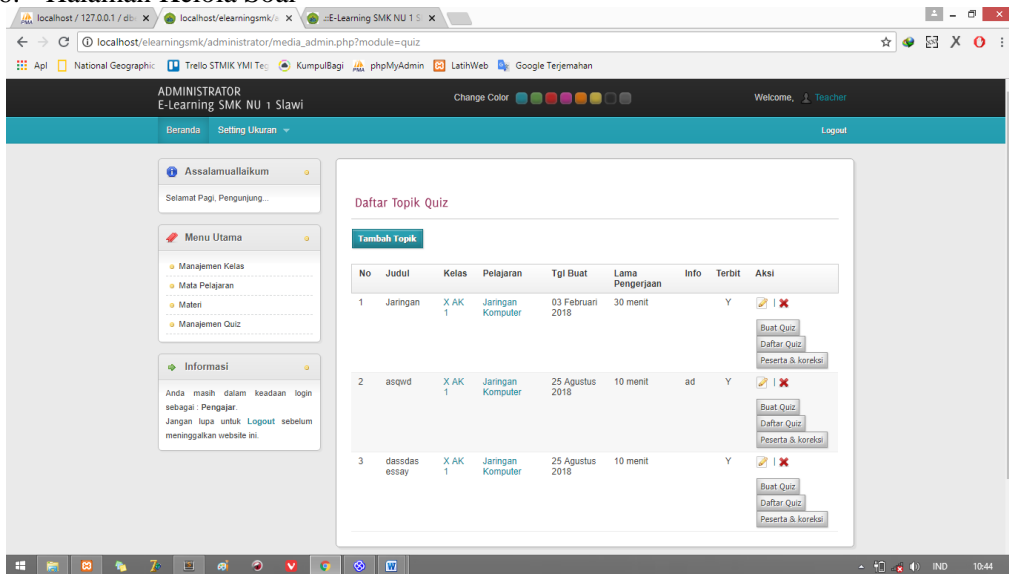 localhost / 127.0.0.1 / db
localhost/elearningsmk/a
E-Learning SMK NU 1 S
localhost/elearningsmk/administrator/media_admin.php?module=quiz
Apl
National Geographic
Trello STMIK YMI Teg
KumpulBagi
phpMyAdmin
LatihWeb
Google Terjemahan
ADMINISTRATOR
E-Learning SMK NU 1 Slawi
Change Color
Welcome, Teacher
Beranda Setting Ukuran
Logout
Assalamuallaikum
Selamat Pagi, Pengunjung...
Menu Utama
Manajemen Kelas
Mata Pelajaran
Materi
Manajemen Quiz
Informasi
Anda masih dalam keadaan login
sebagai : Pengajar.
Jangan lupa untuk Logout sebelum
meninggalkan website ini.
Daftar Topik Quiz
Tambah Topik
No Judul Kelas Pelajaran Tgl Buat Lama Pengerjaan Info Terbit Aksi
1 Jaringan X AK 1 Jaringan Komputer 03 Februari 2018 30 menit Y |
Buat Quiz
Daftar Quiz
Peserta & koreksi
2 asqwd X AK 1 Jaringan Komputer 25 Agustus 2018 10 menit ad Y |
Buat Quiz
Daftar Quiz
Peserta & koreksi
3 dassdas essay X AK 1 Jaringan Komputer 25 Agustus 2018 10 menit Y |
Buat Quiz
Daftar Quiz
Peserta & koreksi
IND 10:44